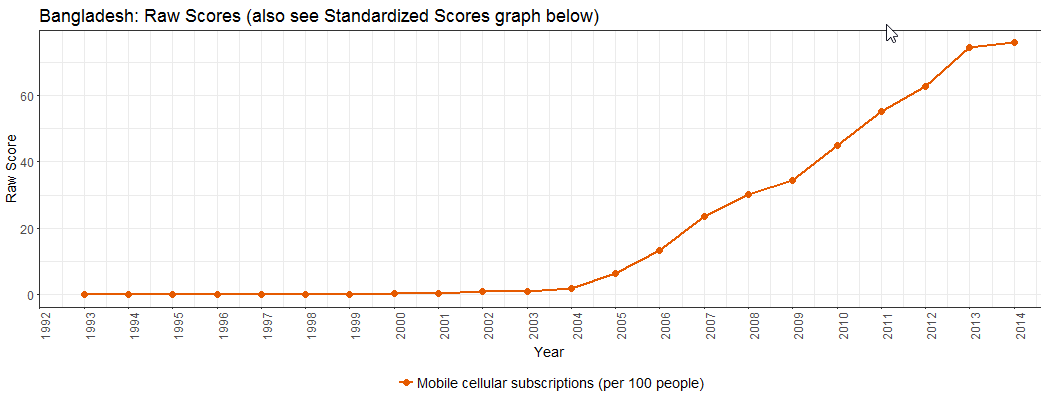 Bangladesh: Raw Scores (also see Standardized Scores graph below)
60
40
20
0
Raw Score
1992 1993 1994 1995 1996 1997 1998 1999 2000 2001 2002 2003 2004 2005 2006 2007 2008 2009 2010 2011 2012 2013 2014
Year
Mobile cellular subscriptions (per 100 people)